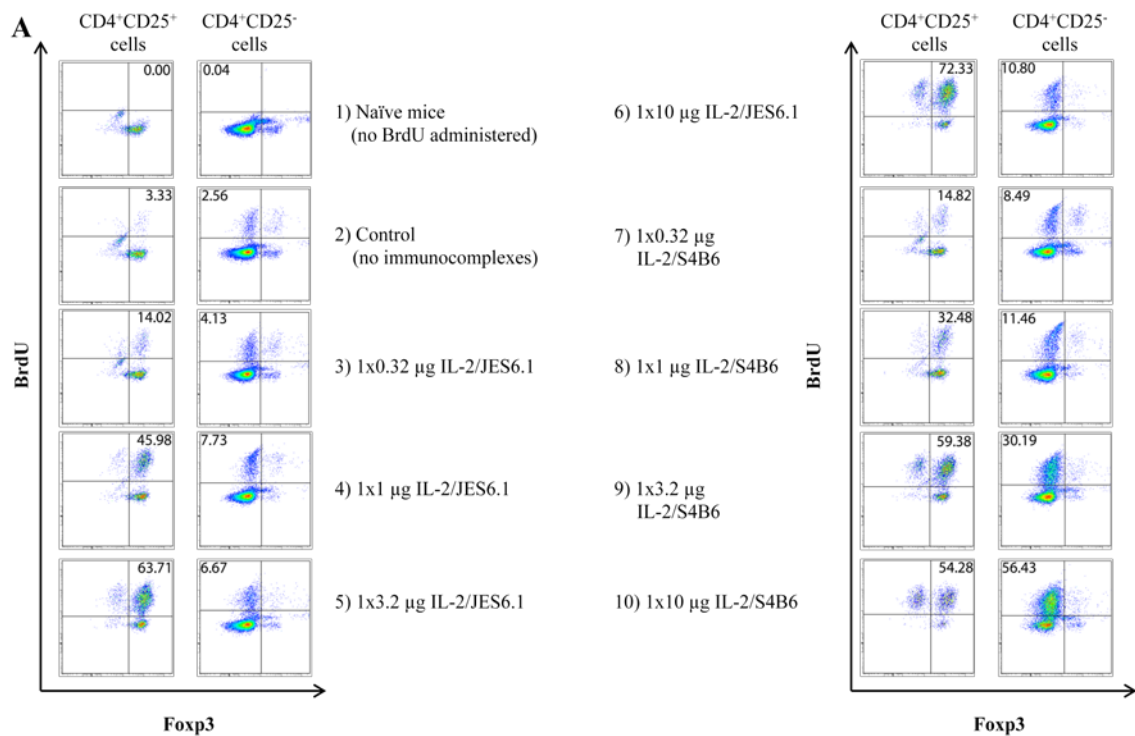 A
CD4⁺CD25⁺
cells
CD4⁺CD25⁻
cells
BrdU
0.00
0.04
1) Naïve mice
(no BrdU administered)
3.33
2.56
2) Control
(no immunocomplexes)
14.02
4.13
3) 1x0.32 µg IL-2/JES6.1
45.98
7.73
4) 1x1 µg IL-2/JES6.1
63.71
6.67
5) 1x3.2 µg IL-2/JES6.1
Foxp3
CD4⁺CD25⁺
cells
CD4⁺CD25⁻
cells
BrdU
6) 1x10 µg IL-2/JES6.1
72.33
10.80
7) 1x0.32 µg
IL-2/S4B6
14.82
8.49
8) 1x1 µg IL-2/S4B6
32.48
11.46
9) 1x3.2 µg
IL-2/S4B6
59.38
30.19
10) 1x10 µg IL-2/S4B6
54.28
56.43
Foxp3